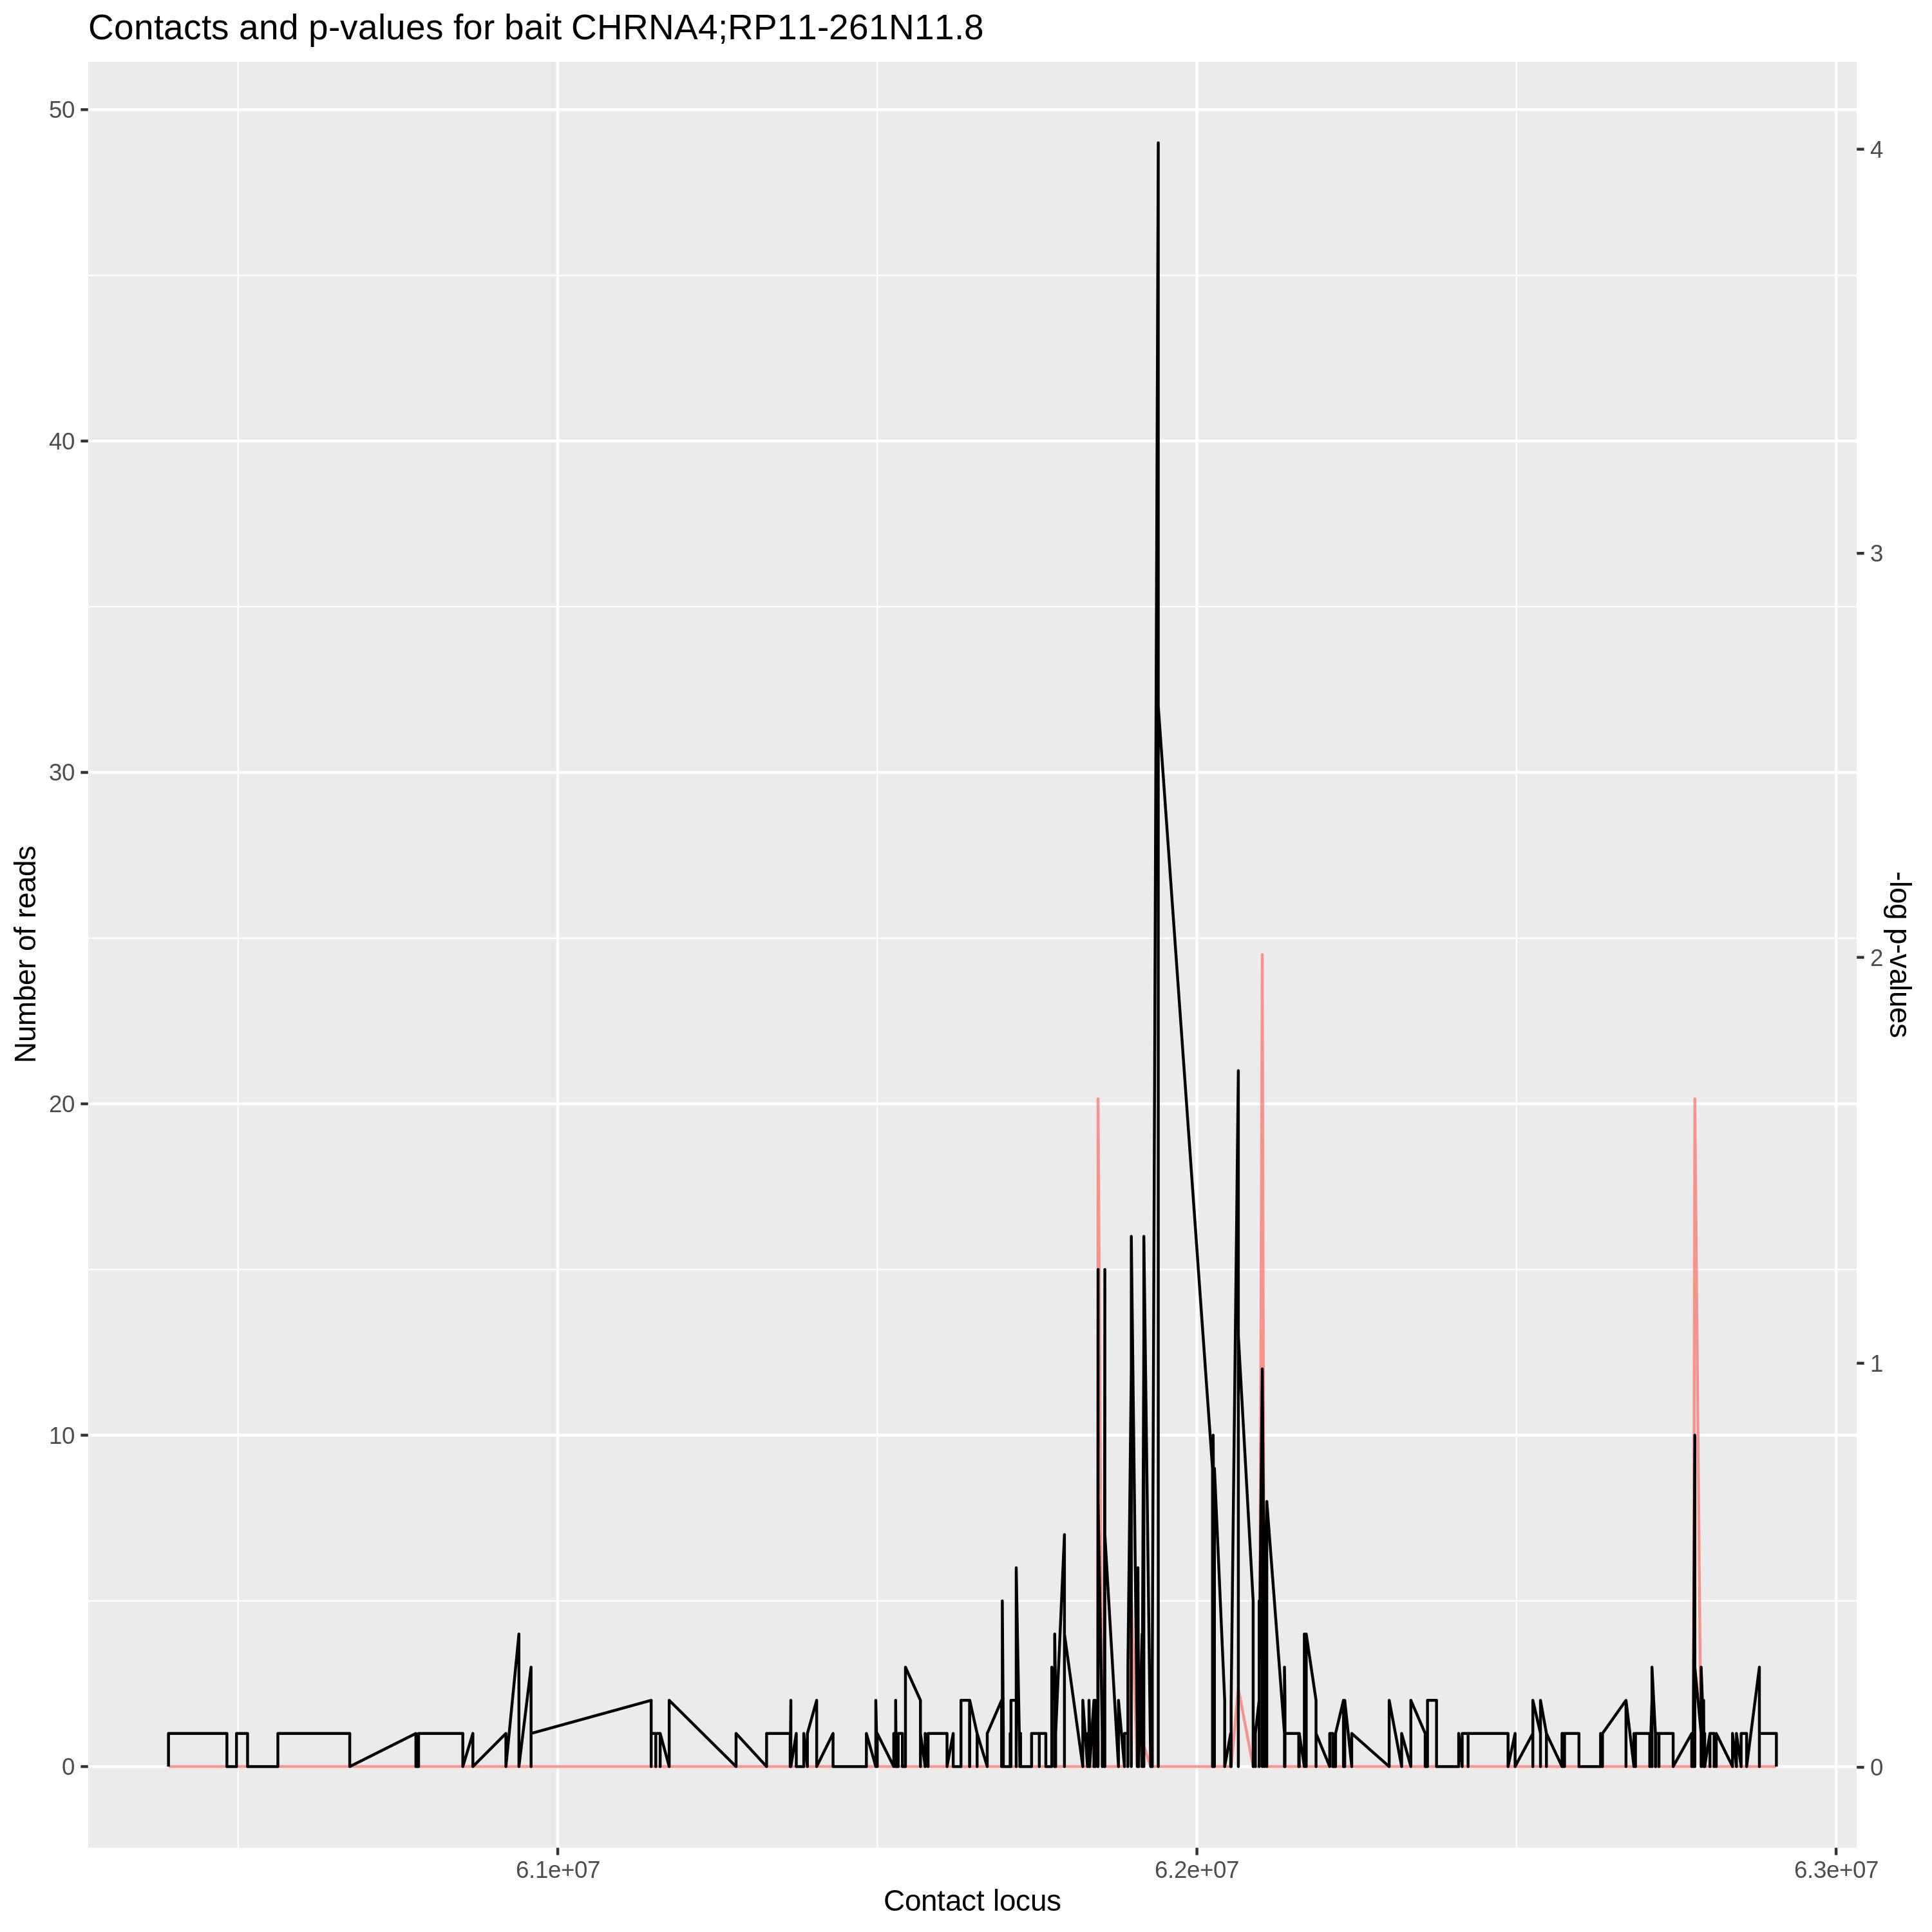 Contacts and p-values for bait CHRNA4;RP11-261N11.8
50
40
30
20
10
0
Number of reads
4
3
2
1
0
-log p-values
6.1e+07
6.2e+07
6.3e+07
Contact locus